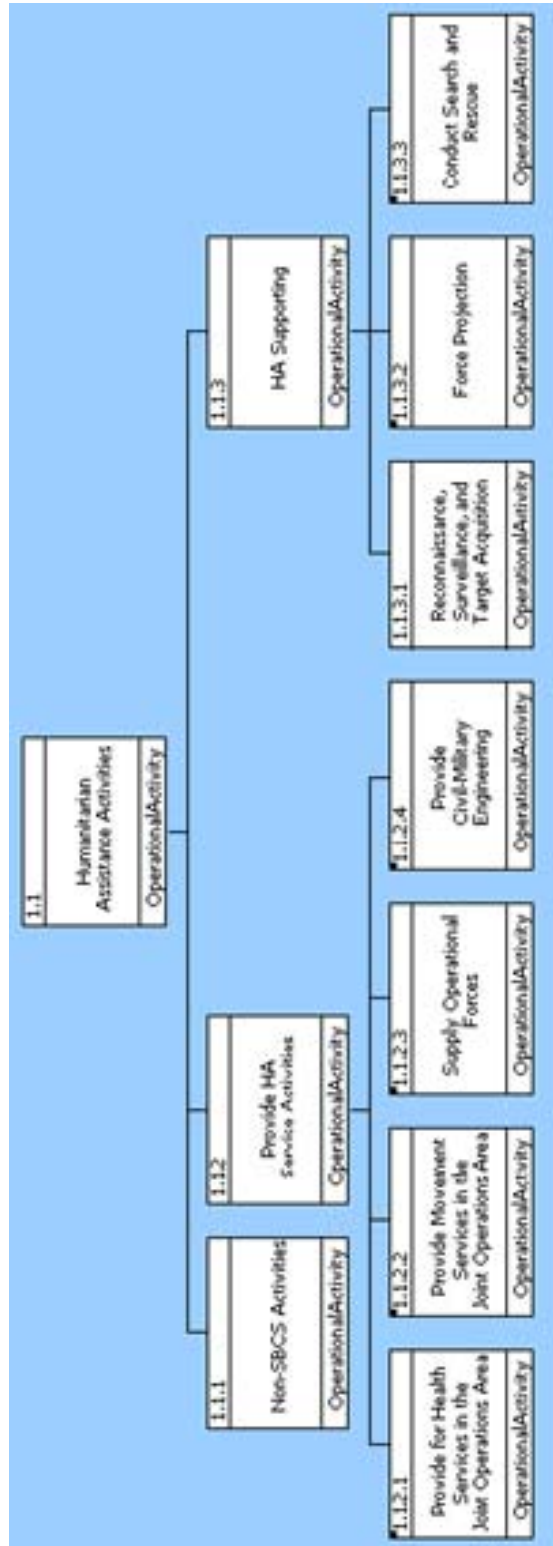 1.1
Humanitarian
Assistance Activities
OperationalActivity
1.1.1
Non-SBCS Activities
OperationalActivity
1.1.2
Provide HA
Service Activities
OperationalActivity
1.1.3
HA Supporting
OperationalActivity
1.1.2.1
Provide for Health
Services in the
Joint Operations Area
OperationalActivity
1.1.2.2
Provide Movement
Services in the
Joint Operations Area
OperationalActivity
1.1.2.3
Supply Operational
Forces
OperationalActivity
1.1.2.4
Provide
Civil-Military
Engineering
OperationalActivity
1.1.3.1
Reconnaissance,
Surveillance, and
Target Acquisition
OperationalActivity
1.1.3.2
Force Projection
OperationalActivity
1.1.3.3
Conduct Search and
Rescue
OperationalActivity